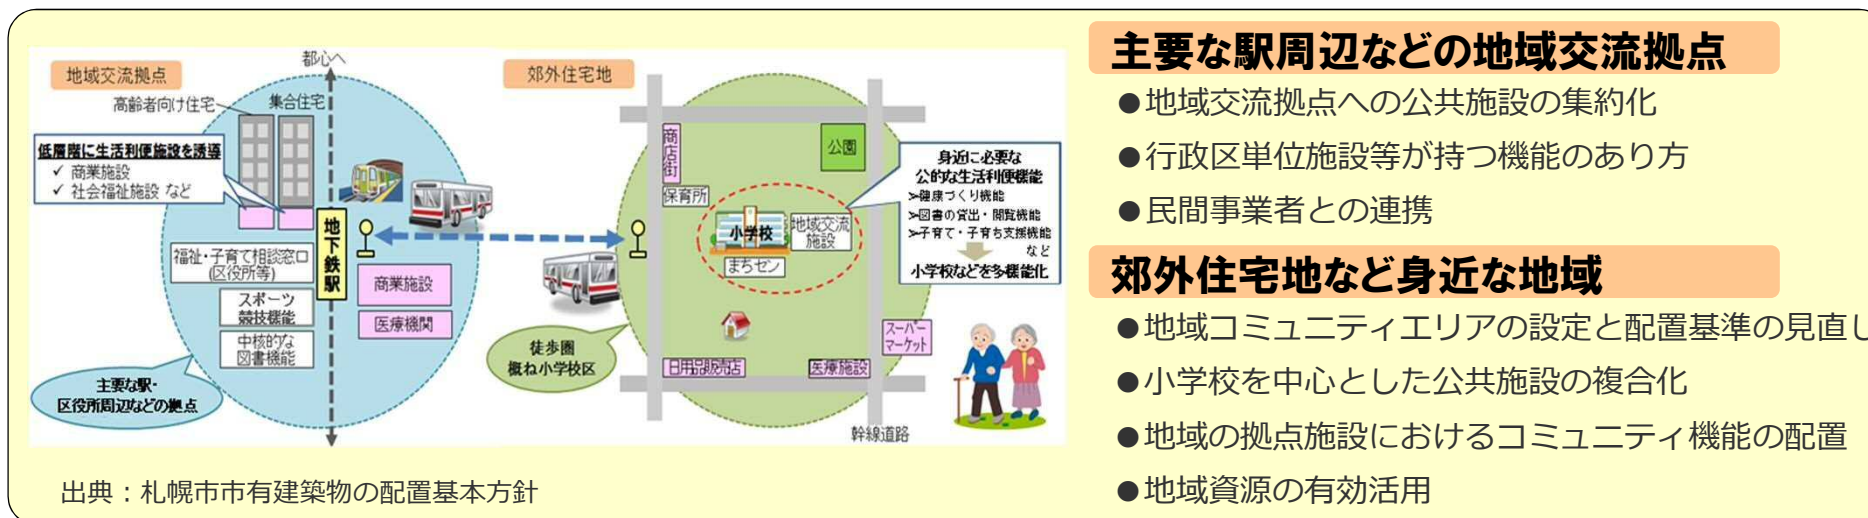 都心へ
地域交流拠点
高齢者向け住宅
集合住宅
低層階に生活利便施設を誘導
✓ 商業施設
✓ 社会福祉施設 など
地下鉄駅
福祉・子育て相談窓口
(区役所等)
スポーツ
競技機能
中核的な
図書機能
商業施設
医療機関
主要な駅・
区役所周辺などの拠点
郊外住宅地
商店街
公園
保育所
小学校
地域交流
施設
まちセン
身近に必要な
公的な生活利便機能
➢健康づくり機能
➢図書の貸出・閲覧機能
➢子育て・子育ち支援機能
など
小学校などを多機能化
徒歩圏
概ね小学校区
日用品販売店
医療施設
スーパー
マーケット
幹線道路
出典：札幌市市有建築物の配置基本方針
主要な駅周辺などの地域交流拠点
●地域交流拠点への公共施設の集約化
●行政区単位施設等が持つ機能のあり方
●民間事業者との連携
郊外住宅地など身近な地域
●地域コミュニティエリアの設定と配置基準の見直し
●小学校を中心とした公共施設の複合化
●地域の拠点施設におけるコミュニティ機能の配置
●地域資源の有効活用